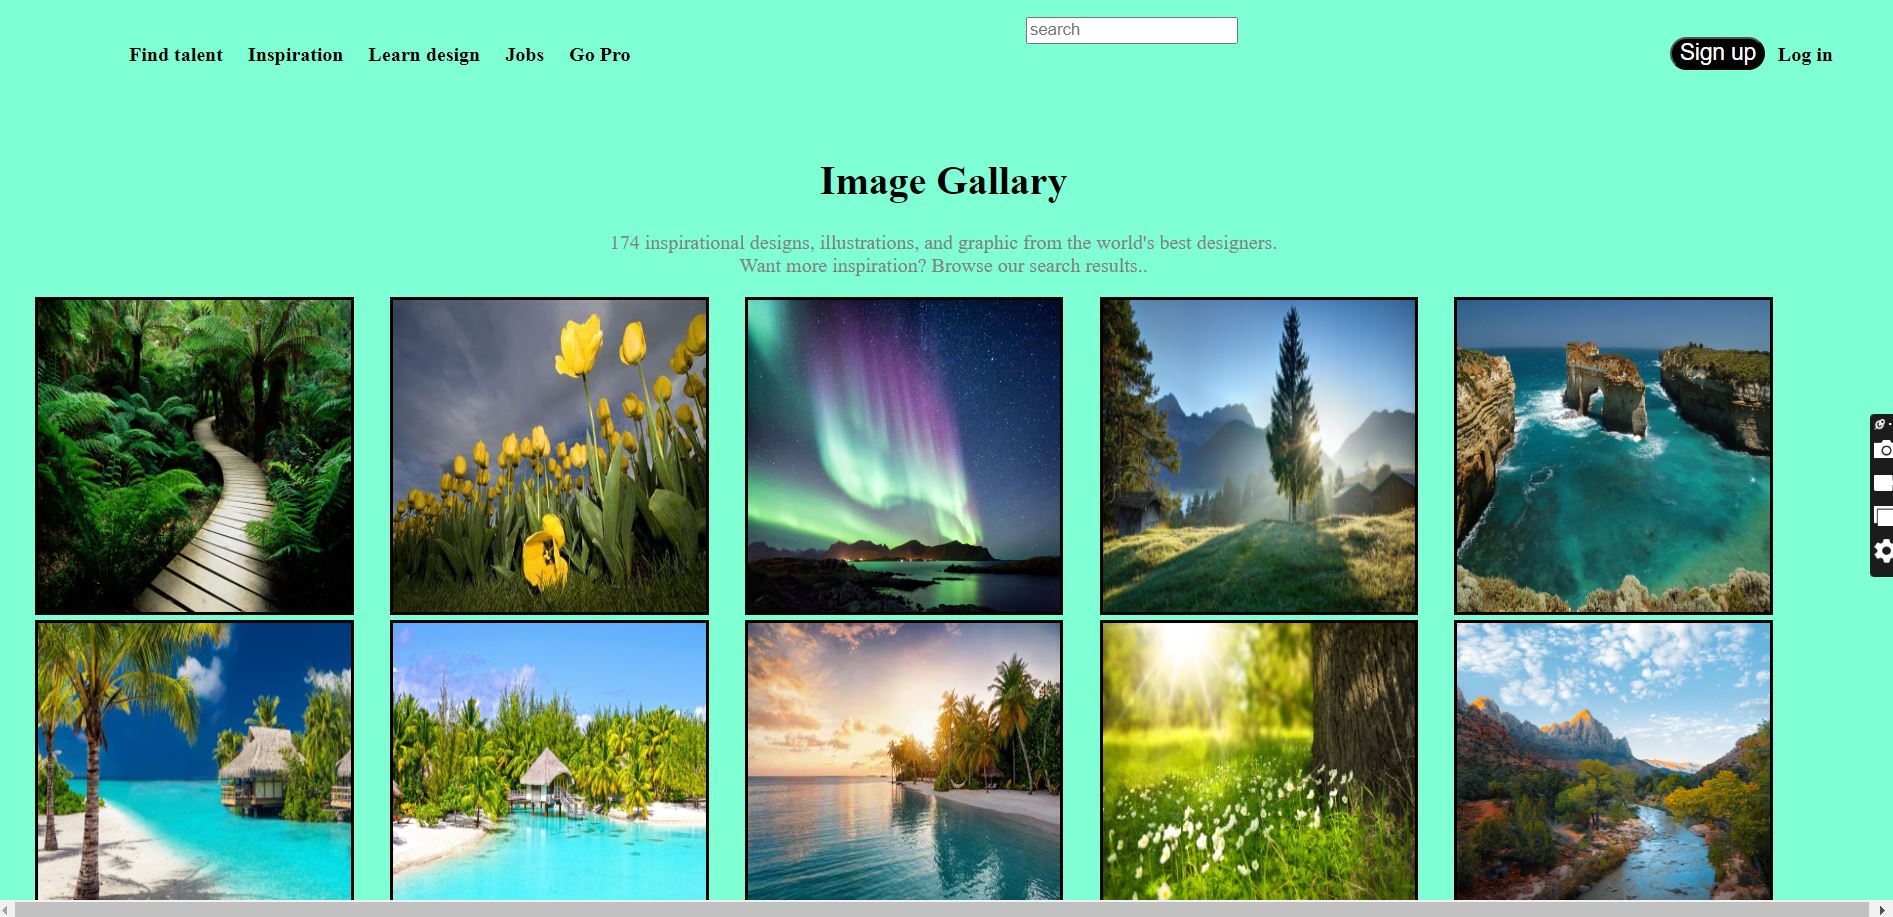 search
Find talent Inspiration Learn design Jobs Go Pro
Sign up Log in
Image Gallary
174 inspirational designs, illustrations, and graphic from the world's best designers.
Want more inspiration? Browse our search results..